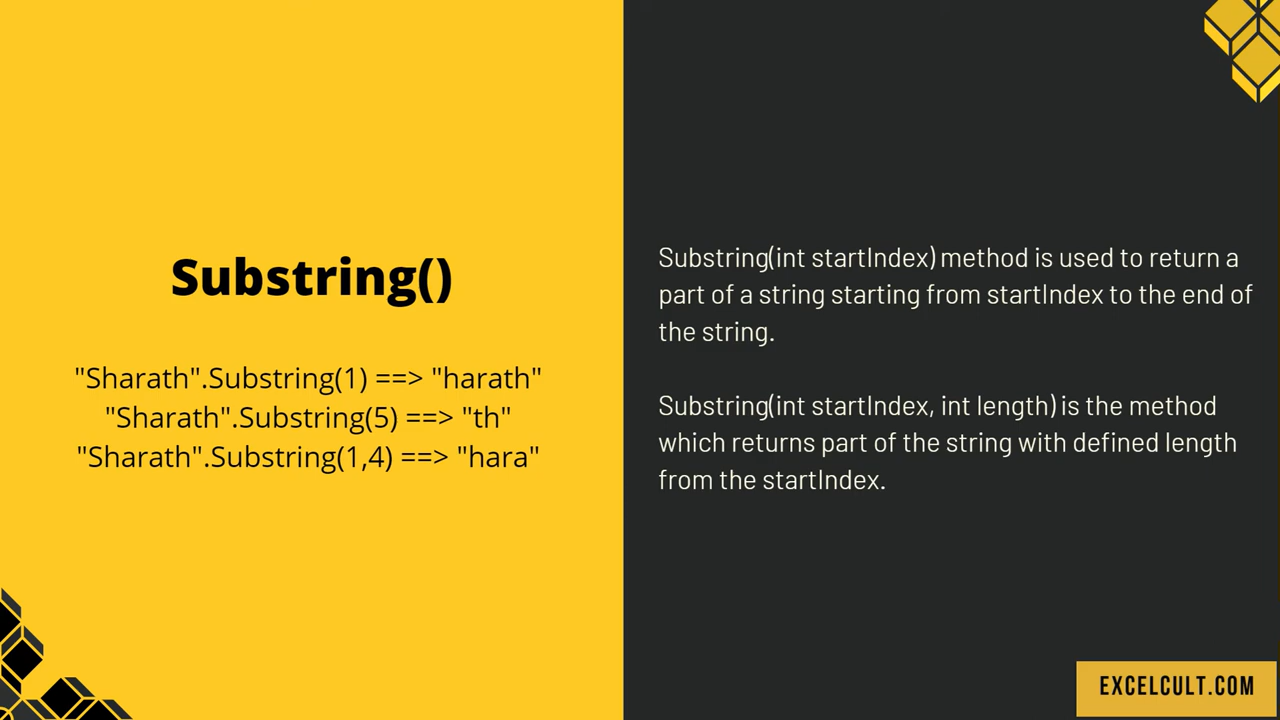 Substring()
"Sharath".Substring(1) ==> "harath"
"Sharath".Substring(5) ==> "th"
"Sharath".Substring(1,4) ==> "hara"
Substring(int startIndex) method is used to return a
part of a string starting from startIndex to the end of
the string.
Substring(int startIndex, int length) is the method
which returns part of the string with defined length
from the startIndex.
EXCELCULT.COM